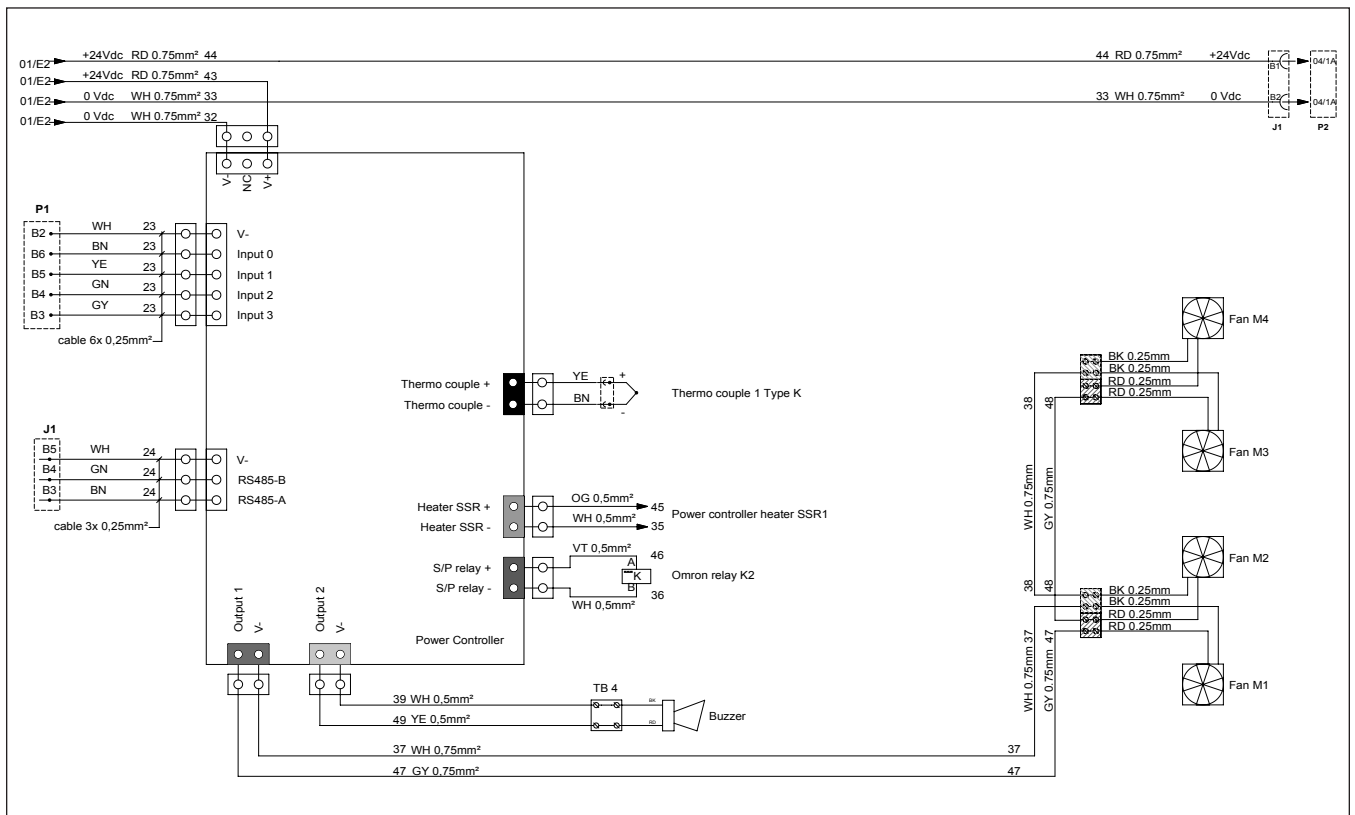 01/E2 +24Vdc RD 0.75mm² 44
44 RD 0.75mm² +24Vdc B1 04/1A
01/E2 +24Vdc RD 0.75mm² 43
01/E2 0 Vdc WH 0.75mm² 33
33 WH 0.75mm² 0 Vdc B2 04/1A
01/E2 0 Vdc WH 0.75mm² 32
J1 P2
V- NC V+
P1
B2 WH 23 V-
B6 BN 23 Input 0
B5 YE 23 Input 1
B4 GN 23 Input 2
B3 GY 23 Input 3
cable 6x 0,25mm²
Thermo couple + YE +
Thermo couple - BN -
Thermo couple 1 Type K
J1
B5 WH 24 V-
B4 GN 24 RS485-B
B3 BN 24 RS485-A
cable 3x 0,25mm²
Heater SSR + OG 0,5mm² 45
Heater SSR - WH 0,5mm² 35
Power controller heater SSR1
S/P relay + VT 0,5mm² 46
A
K
B
Omron relay K2
S/P relay - WH 0,5mm² 36
Output 1 V- Output 2 V-
Power Controller
39 WH 0,5mm² TB 4 BK
49 YE 0,5mm² RD
Buzzer
37 WH 0,75mm² 37
47 GY 0,75mm² 47
Fan M4
BK 0.25mm
BK 0.25mm
RD 0.25mm
RD 0.25mm
38 48
Fan M3
WH 0.75mm²
GY 0.75mm²
Fan M2
38 48
BK 0.25mm
BK 0.25mm
RD 0.25mm
RD 0.25mm
WH 0.75mm² 37
GY 0.75mm² 47
Fan M1